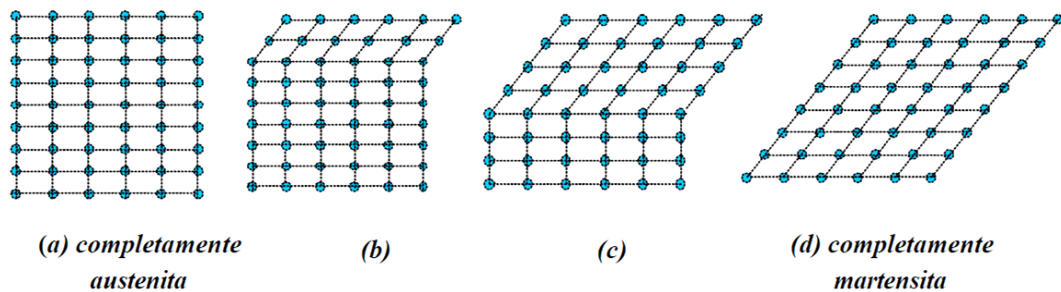 (a) completamente
austenita
(b)
(c)
(d) completamente
martensita